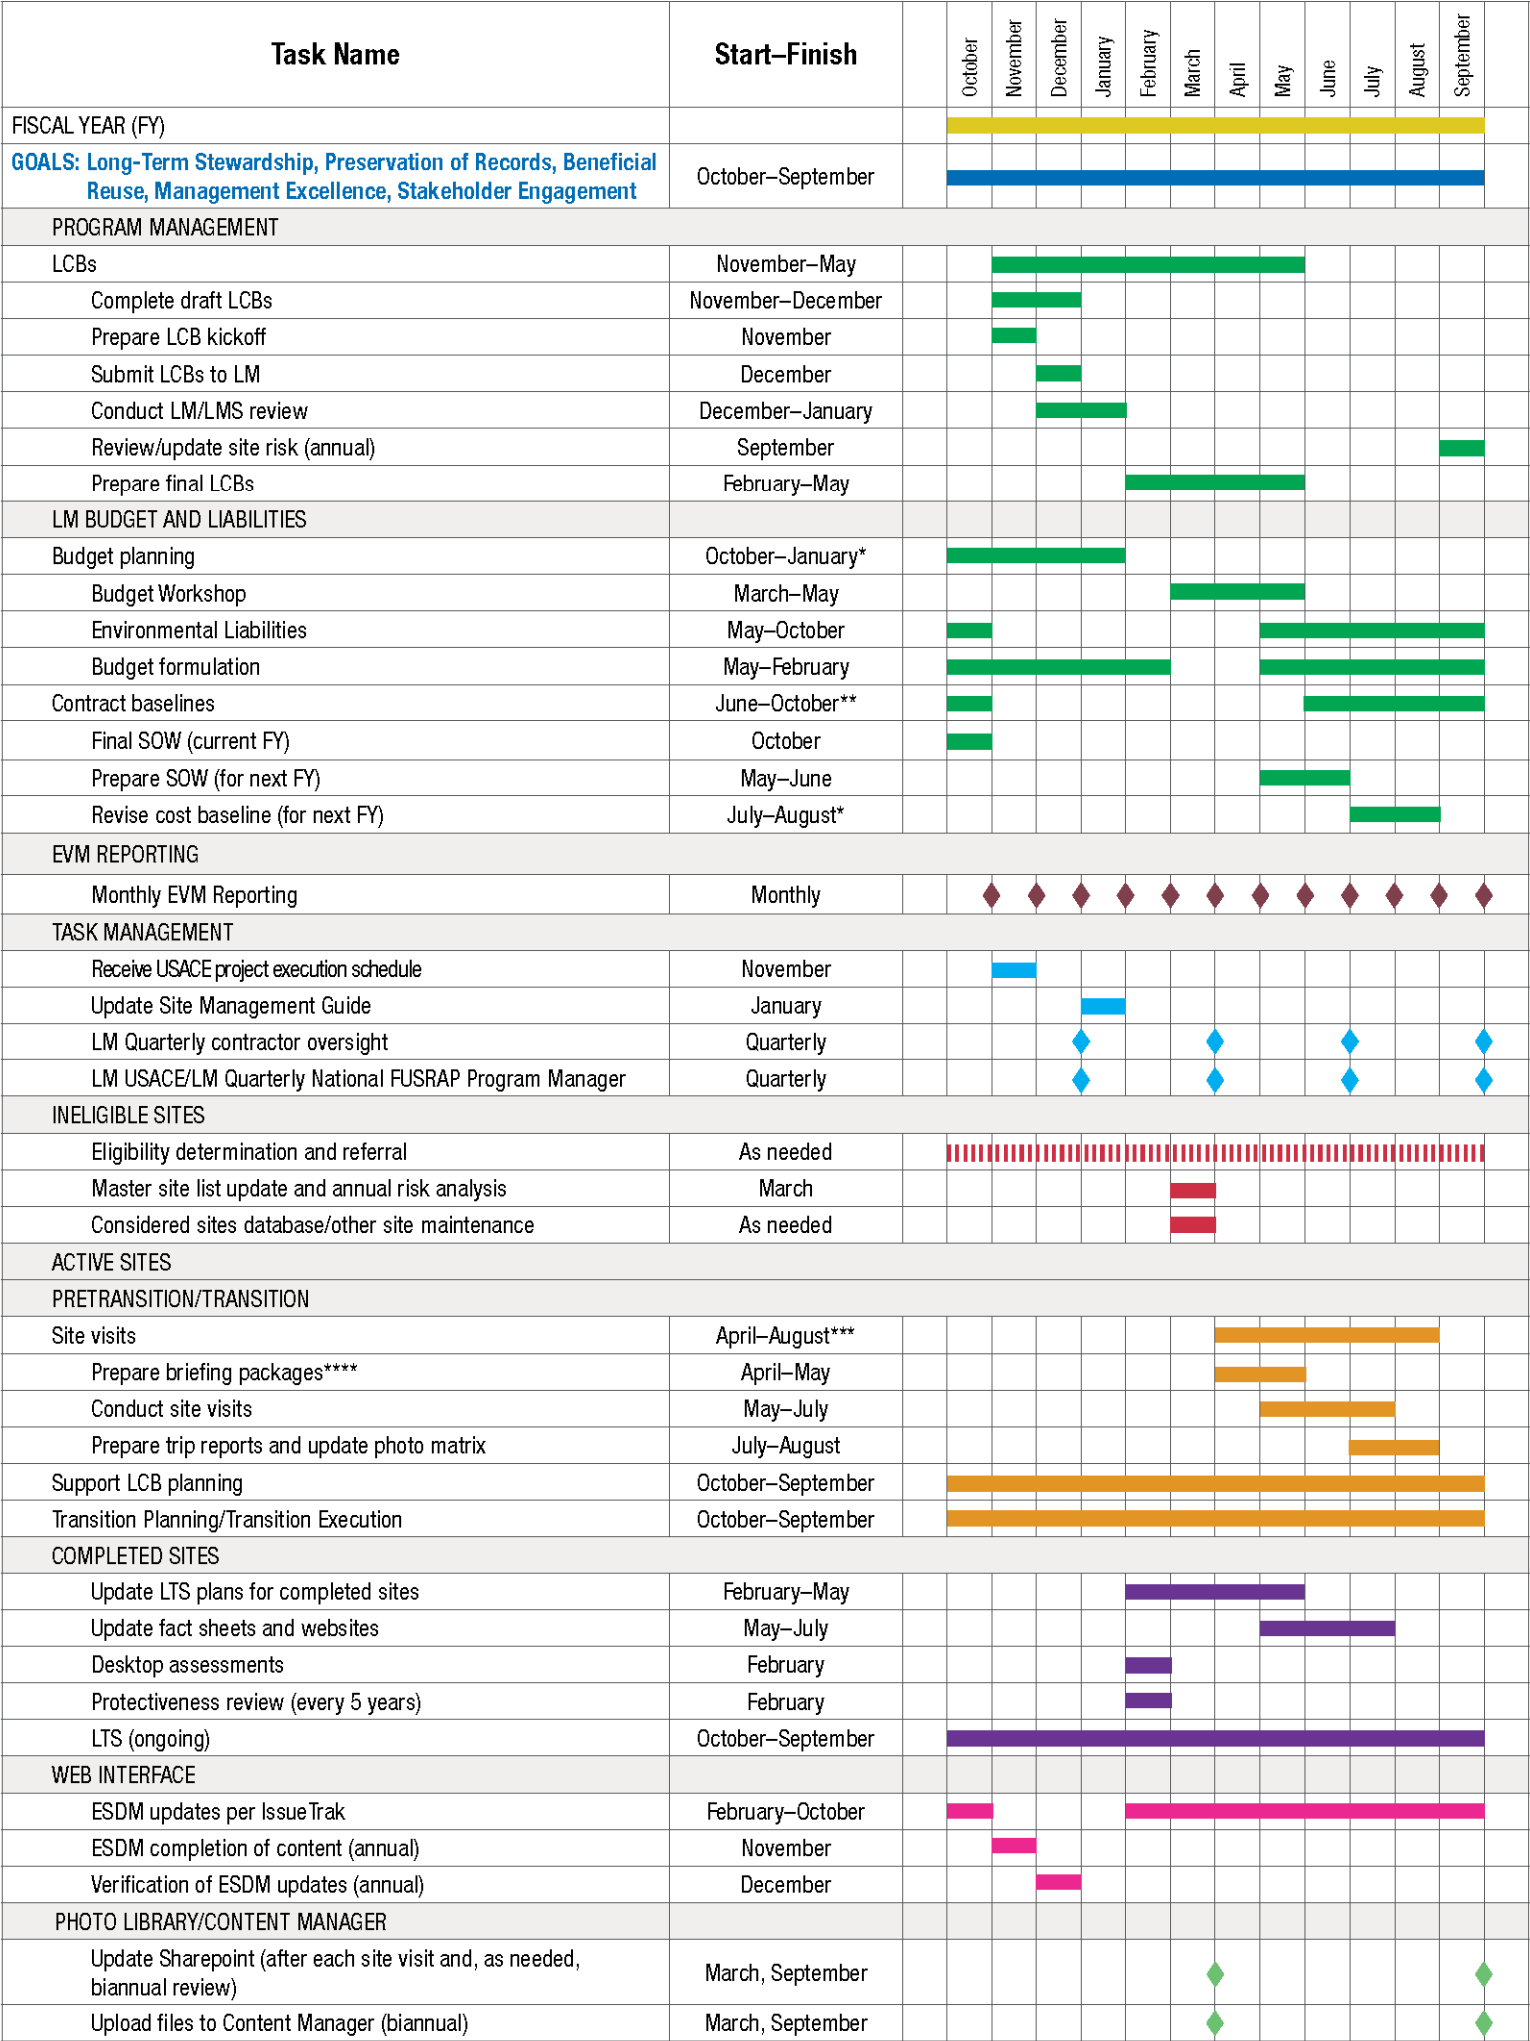 Task Name Start–Finish October November December January February March April May June July August September
FISCAL YEAR (FY)
GOALS: Long-Term Stewardship, Preservation of Records, Beneficial
Reuse, Management Excellence, Stakeholder Engagement
October–September
PROGRAM MANAGEMENT
LCBs November–May
Complete draft LCBs November–December
Prepare LCB kickoff November
Submit LCBs to LM December
Conduct LM/LMS review December–January
Review/update site risk (annual) September
Prepare final LCBs February–May
LM BUDGET AND LIABILITIES
Budget planning October–January*
Budget Workshop March–May
Environmental Liabilities May–October
Budget formulation May–February
Contract baselines June–October**
Final SOW (current FY) October
Prepare SOW (for next FY) May–June
Revise cost baseline (for next FY) July–August*
EVM REPORTING
Monthly EVM Reporting Monthly
TASK MANAGEMENT
Receive USACE project execution schedule November
Update Site Management Guide January
LM Quarterly contractor oversight Quarterly
LM USACE/LM Quarterly National FUSRAP Program Manager Quarterly
INELIGIBLE SITES
Eligibility determination and referral As needed
Master site list update and annual risk analysis March
Considered sites database/other site maintenance As needed
ACTIVE SITES
PRETRANSITION/TRANSITION
Site visits April–August***
Prepare briefing packages**** April–May
Conduct site visits May–July
Prepare trip reports and update photo matrix July–August
Support LCB planning October–September
Transition Planning/Transition Execution October–September
COMPLETED SITES
Update LTS plans for completed sites February–May
Update fact sheets and websites May–July
Desktop assessments February
Protectiveness review (every 5 years) February
LTS (ongoing) October–September
WEB INTERFACE
ESDM updates per IssueTrak February–October
ESDM completion of content (annual) November
Verification of ESDM updates (annual) December
PHOTO LIBRARY/CONTENT MANAGER
Update Sharepoint (after each site visit and, as needed,
biannual review)
March, September
Upload files to Content Manager (biannual) March, September